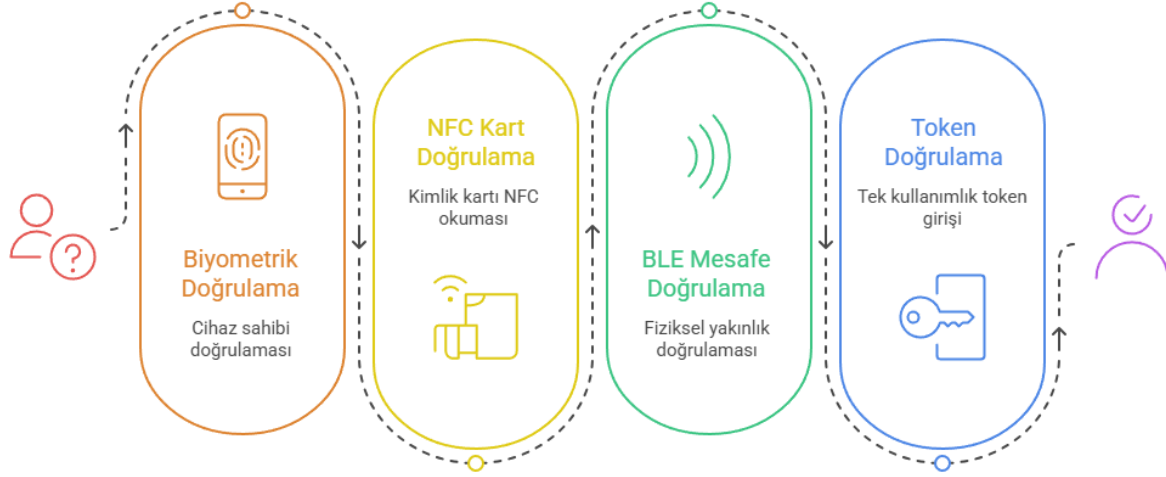 Biyometrik
Doğrulama
Cihaz sahibi
doğrulaması
NFC Kart
Doğrulama
Kimlik kartı NFC
okuması
BLE Mesafe
Doğrulama
Fiziksel yakınlık
doğrulaması
Token
Doğrulama
Tek kullanımlık token
girişi
?